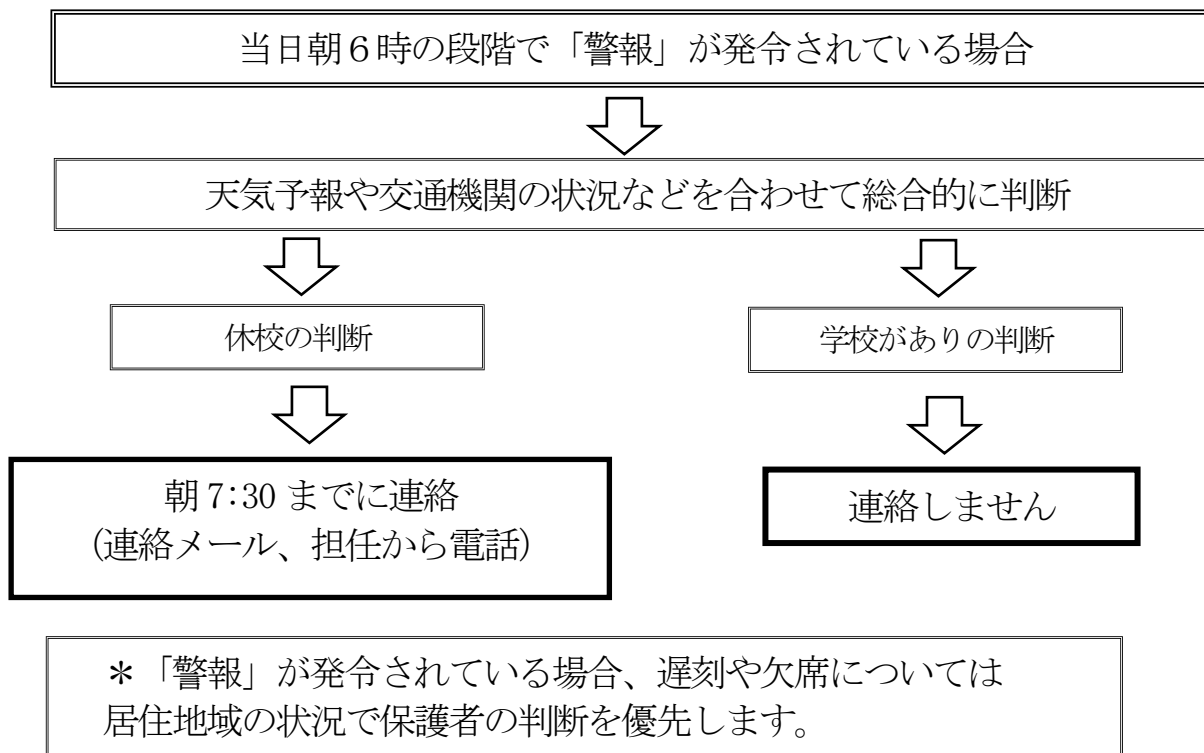 当日朝６時の段階で「警報」が発令されている場合
天気予報や交通機関の状況などを合わせて総合的に判断
休校の判断
学校がありの判断
朝 7:30 までに連絡
(連絡メール、担任から電話)
連絡しません
＊「警報」が発令されている場合、遅刻や欠席については
居住地域の状況で保護者の判断を優先します。